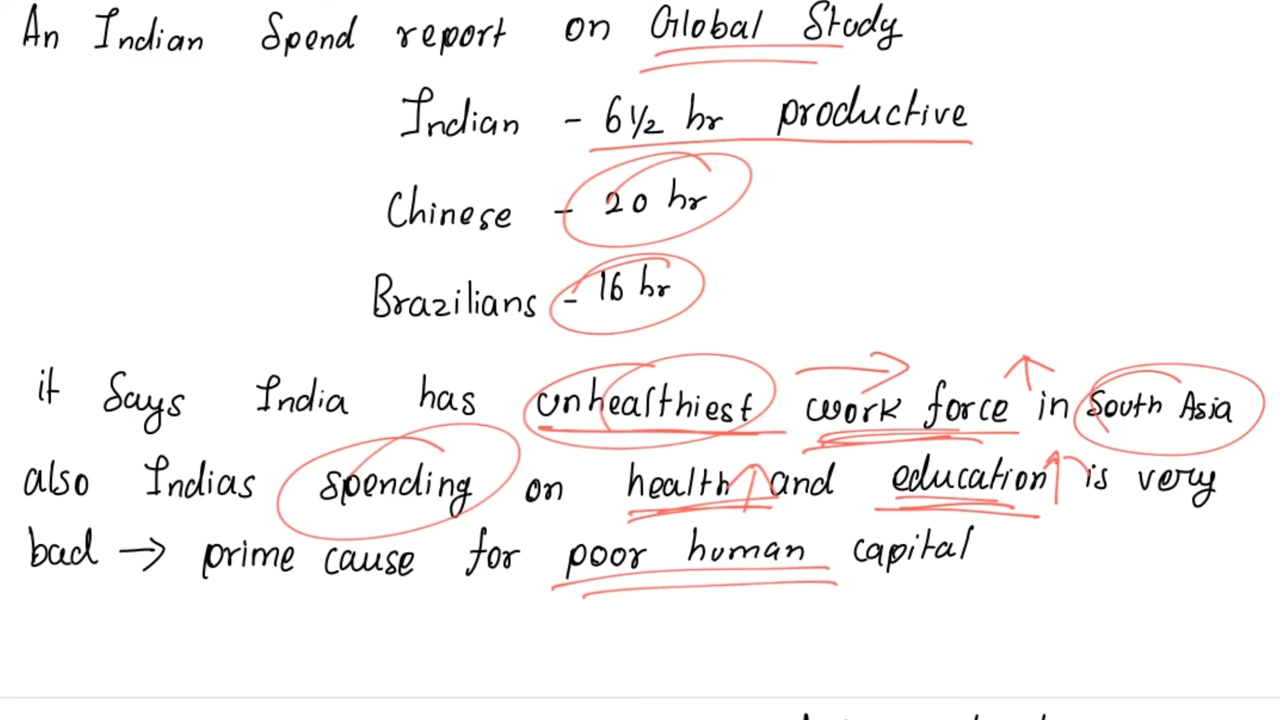 An Indian Spend report on Global Study
Indian - 6 1/2 hr productive
Chinese - 20 hr
Brazilians - 16 hr
it Says India has unhealthiest work force in South Asia
also Indias spending on health and education is very
bad → prime cause for poor human capital